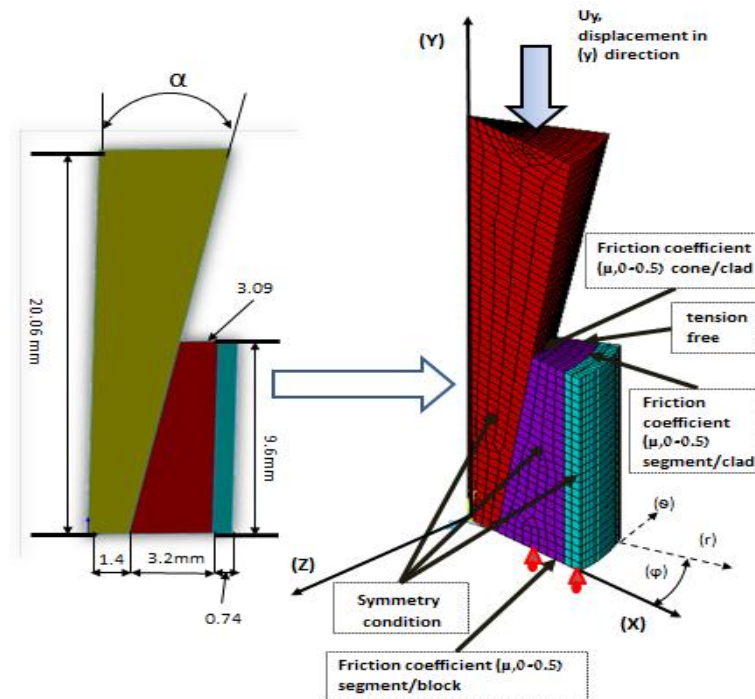 α
20.06 mm
3.09
9.6mm
1.4
3.2mm
0.74
Uy,
displacement in
(y) direction
(Y)
Friction coefficient
(μ,0-0.5) cone/clad
tension
free
Friction
coefficient
(μ,0-0.5)
segment/clad
(Z)
(ɵ)
(r)
(φ)
(X)
Symmetry
condition
Friction coefficient (μ,0-0.5)
segment/block